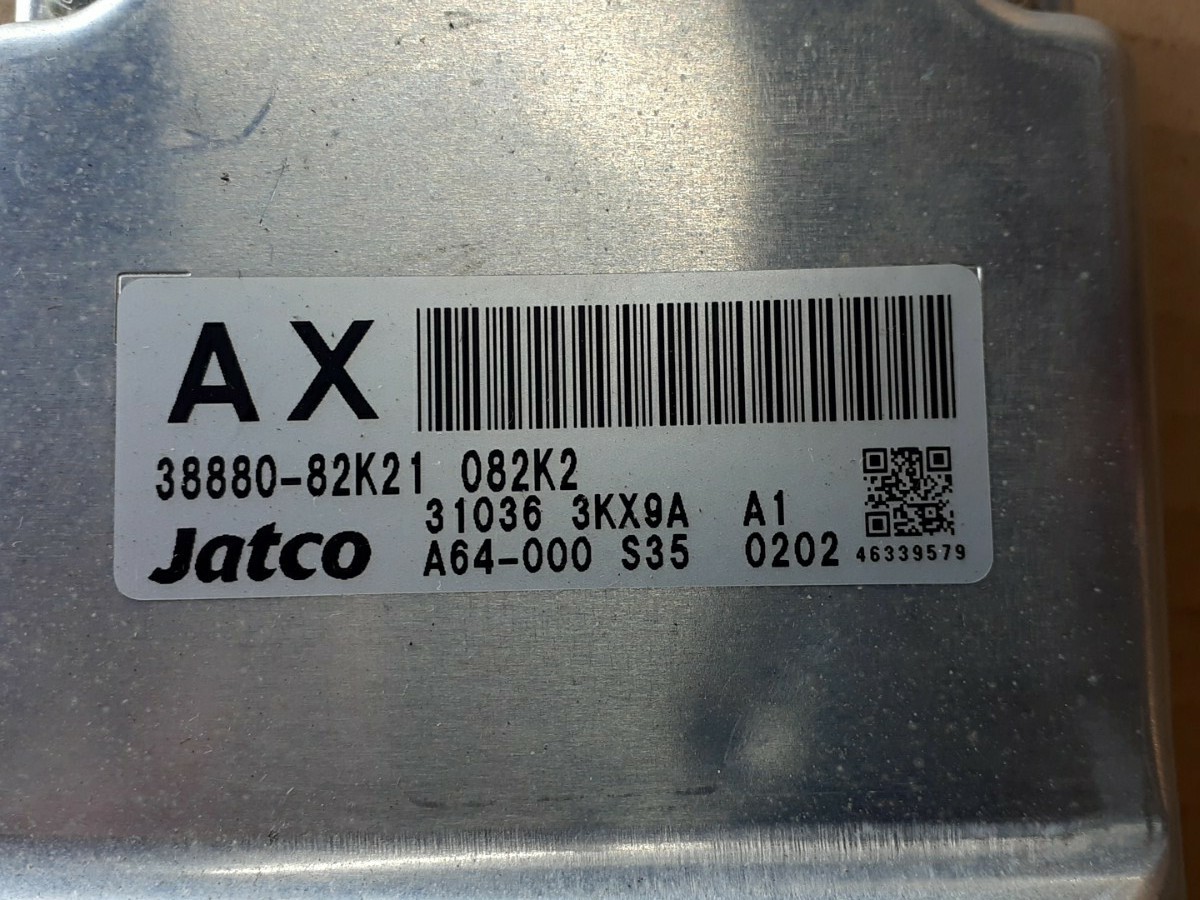 AX
38880-82K21 082K2
31036 3KX9A A1
Jatco A64-000 S35 0202 46339579